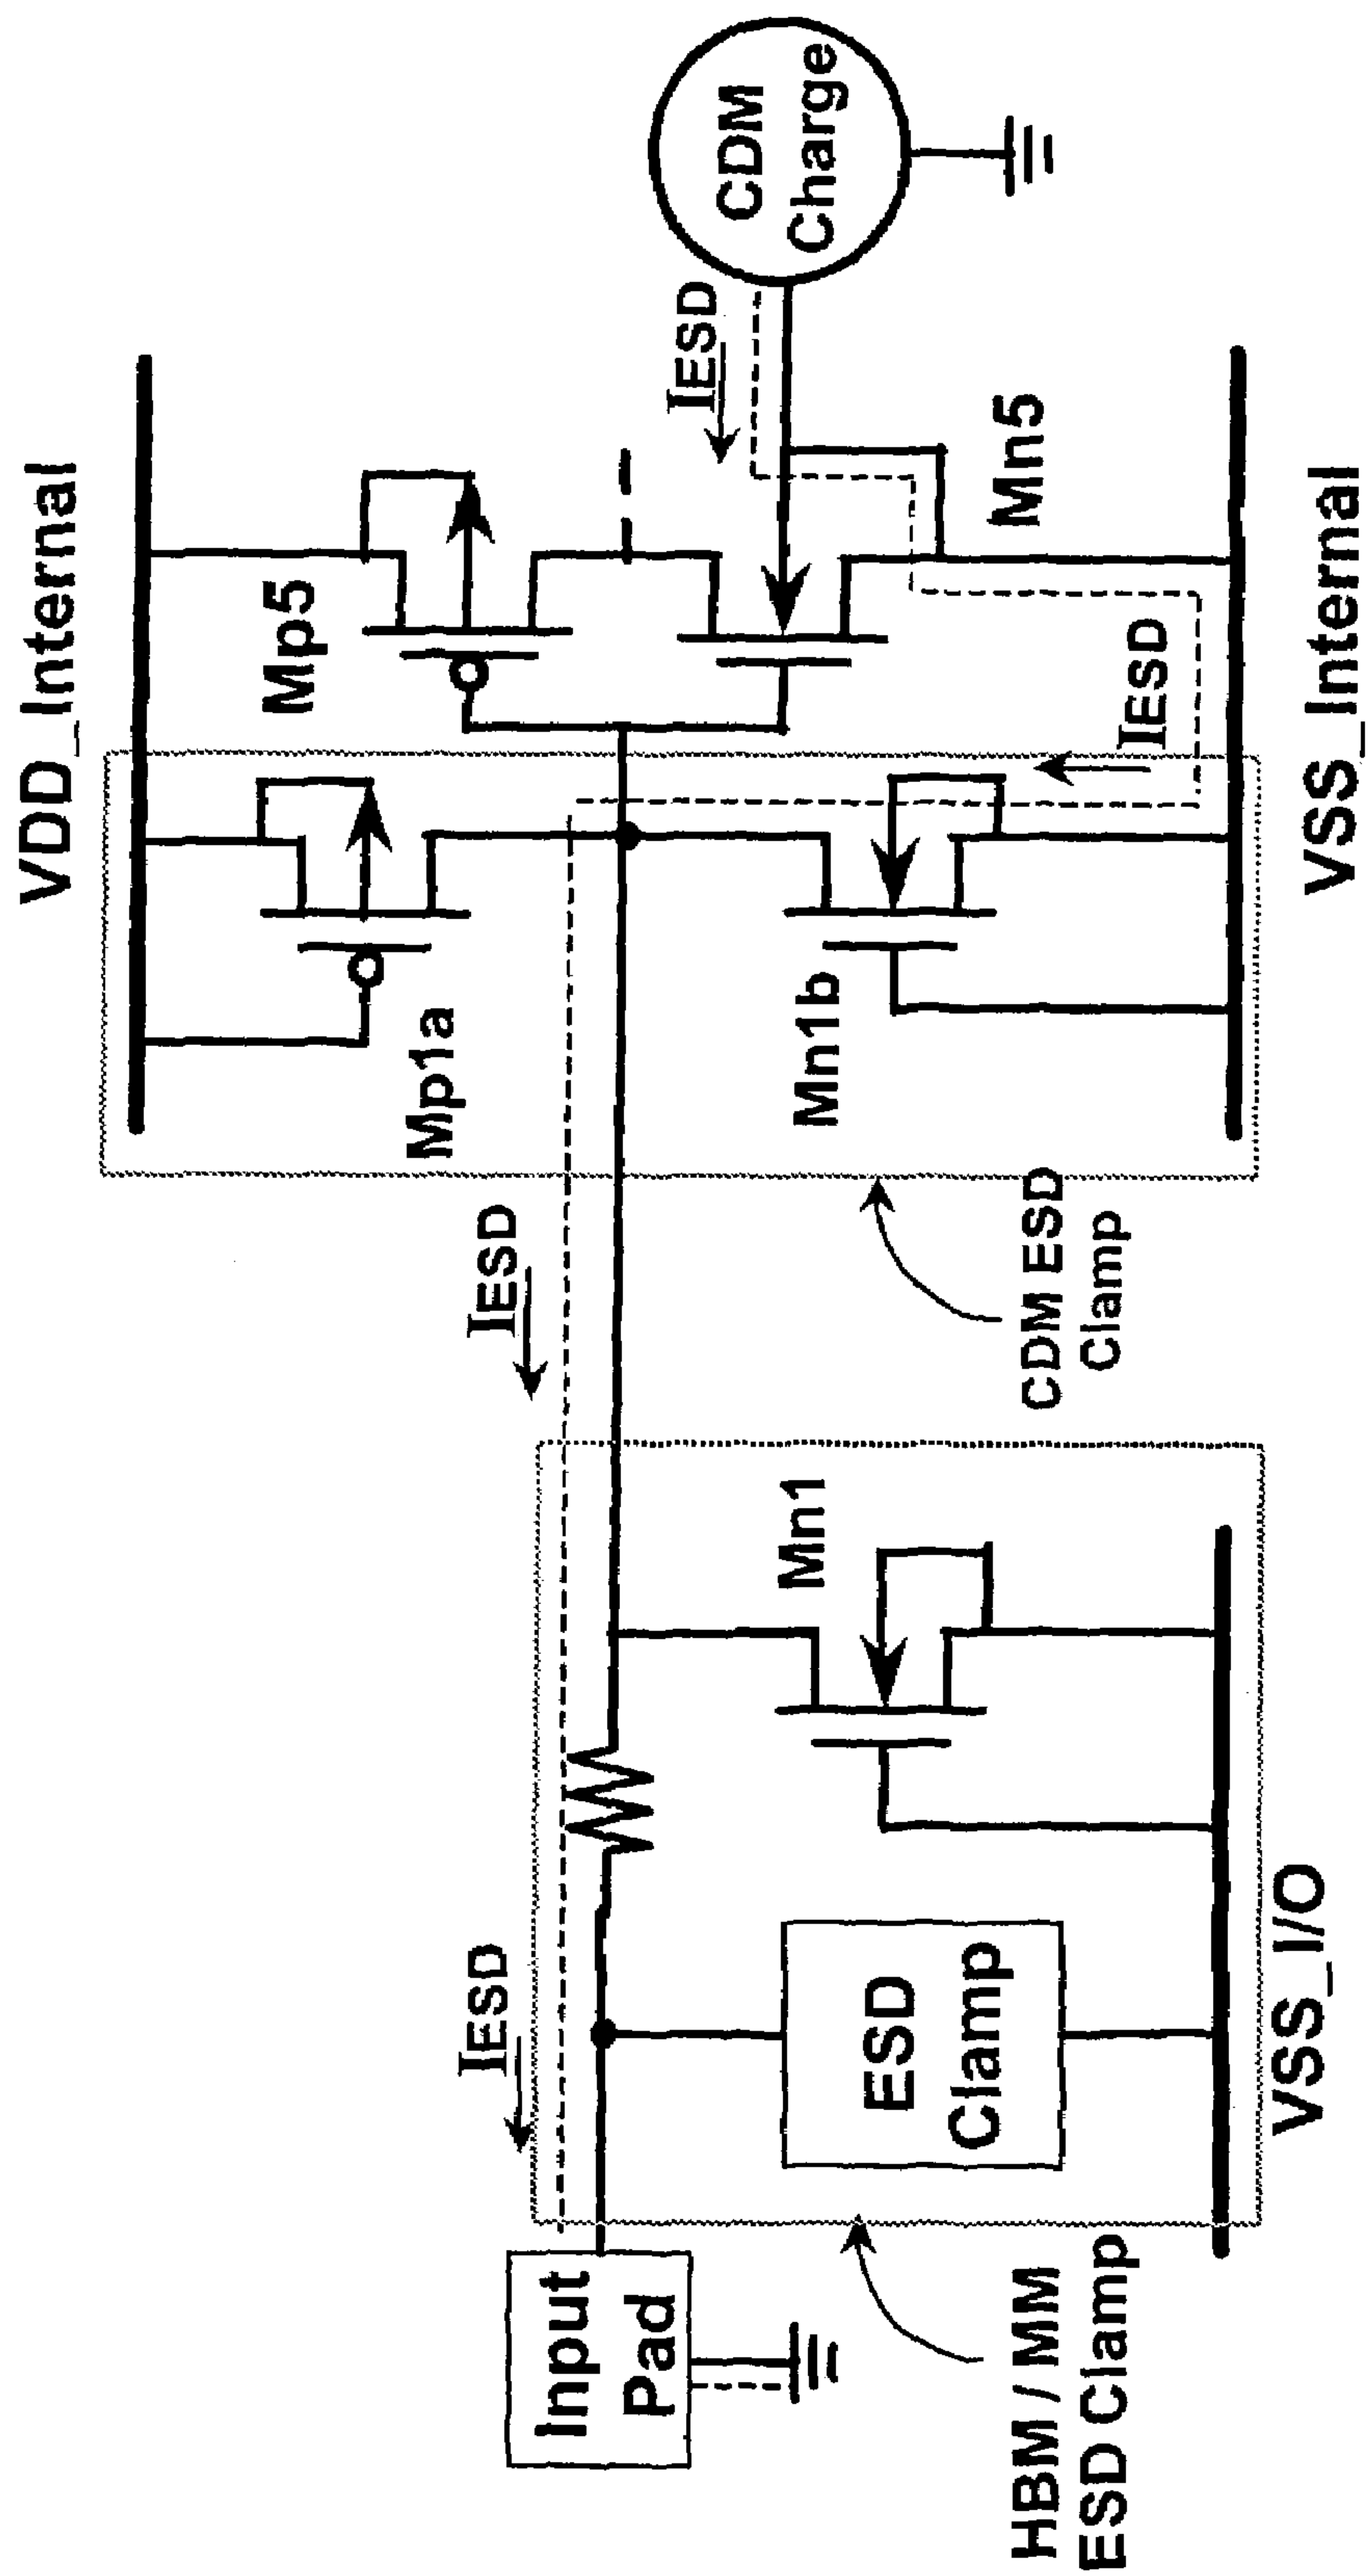 VDD_Internal
Mp5
Mp1a
IESD
CDM
Charge
Mn5
IESD
IESD
Mn1b
VSS_Internal
CDM ESD
Clamp
IESD
Mn1
ESD
Clamp
VSS_I/O
Input
Pad
HBM / MM
ESD Clamp